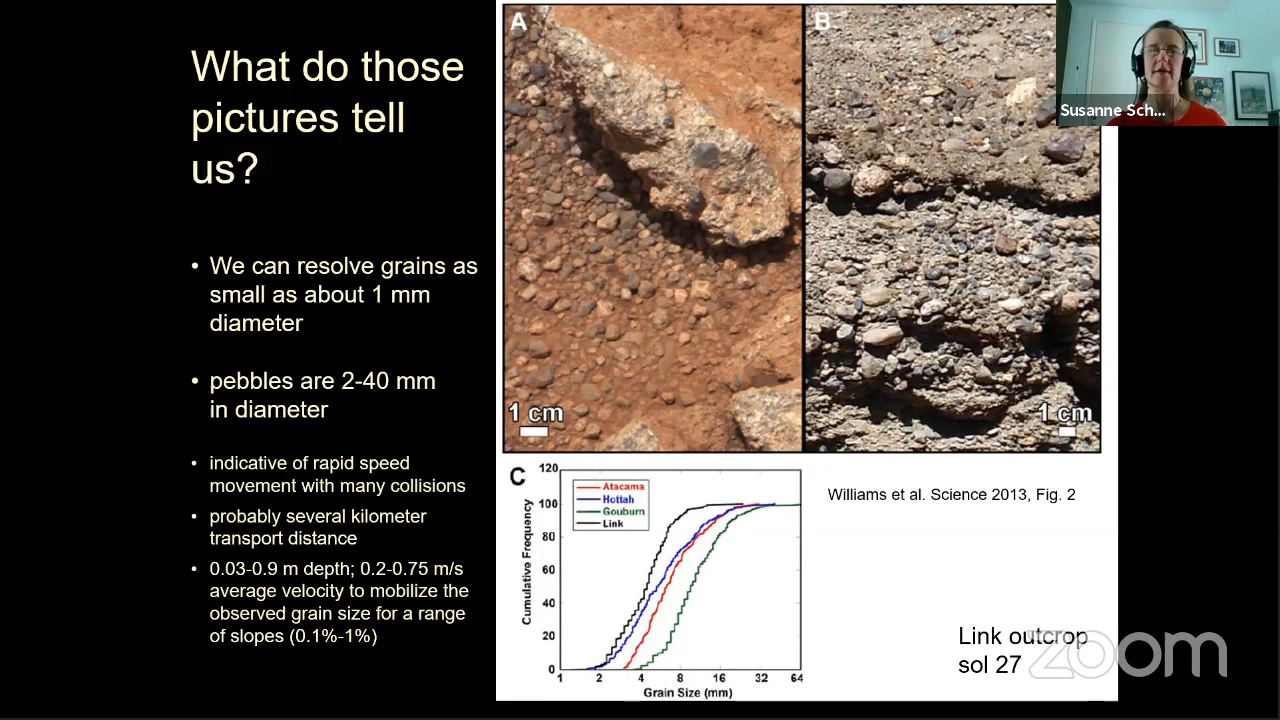 What do those
pictures tell
us?
• We can resolve grains as
small as about 1 mm
diameter
• pebbles are 2-40 mm
in diameter
• indicative of rapid speed
movement with many collisions
• probably several kilometer
transport distance
• 0.03-0.9 m depth; 0.2-0.75 m/s
average velocity to mobilize the
observed grain size for a range
of slopes (0.1%-1%)
A
1 cm
B
1 cm
Susanne Sch...
C
120
100
80
60
40
20
0
Cumulative Frequency
Atacama
Hottah
Gouburn
Link
1 2 4 8 16 32 64
Grain Size (mm)
Williams et al. Science 2013, Fig. 2
Link outcrop
sol 27
zoom